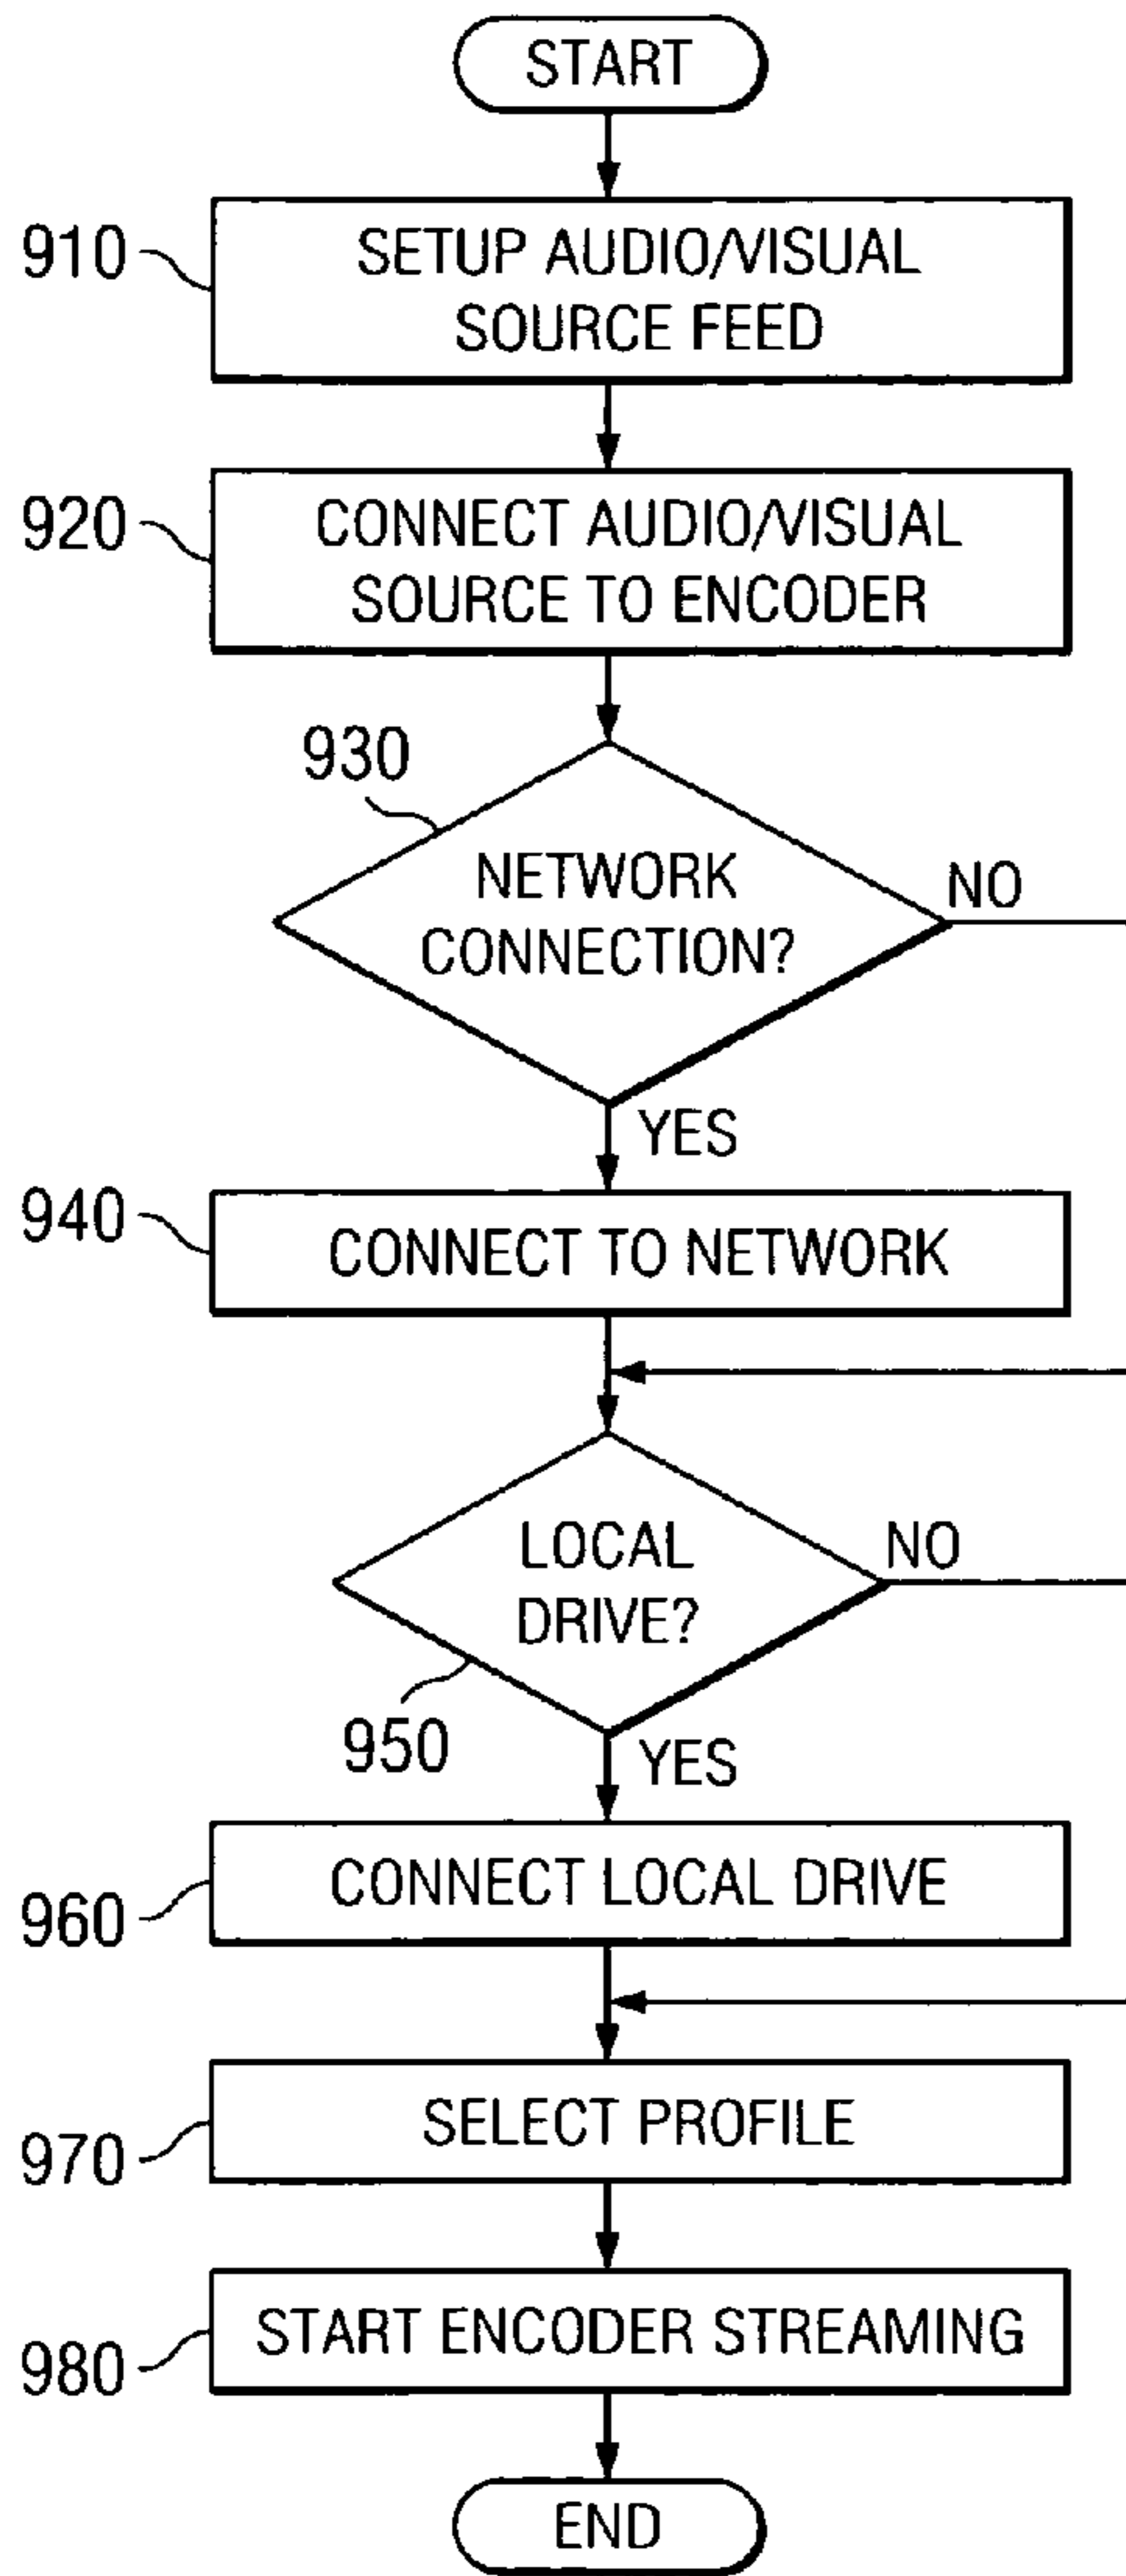 START
910
SETUP AUDIO/VISUAL
SOURCE FEED
920
CONNECT AUDIO/VISUAL
SOURCE TO ENCODER
930
NETWORK
CONNECTION?
NO
YES
940
CONNECT TO NETWORK
LOCAL
DRIVE?
NO
950
YES
960
CONNECT LOCAL DRIVE
970
SELECT PROFILE
980
START ENCODER STREAMING
END